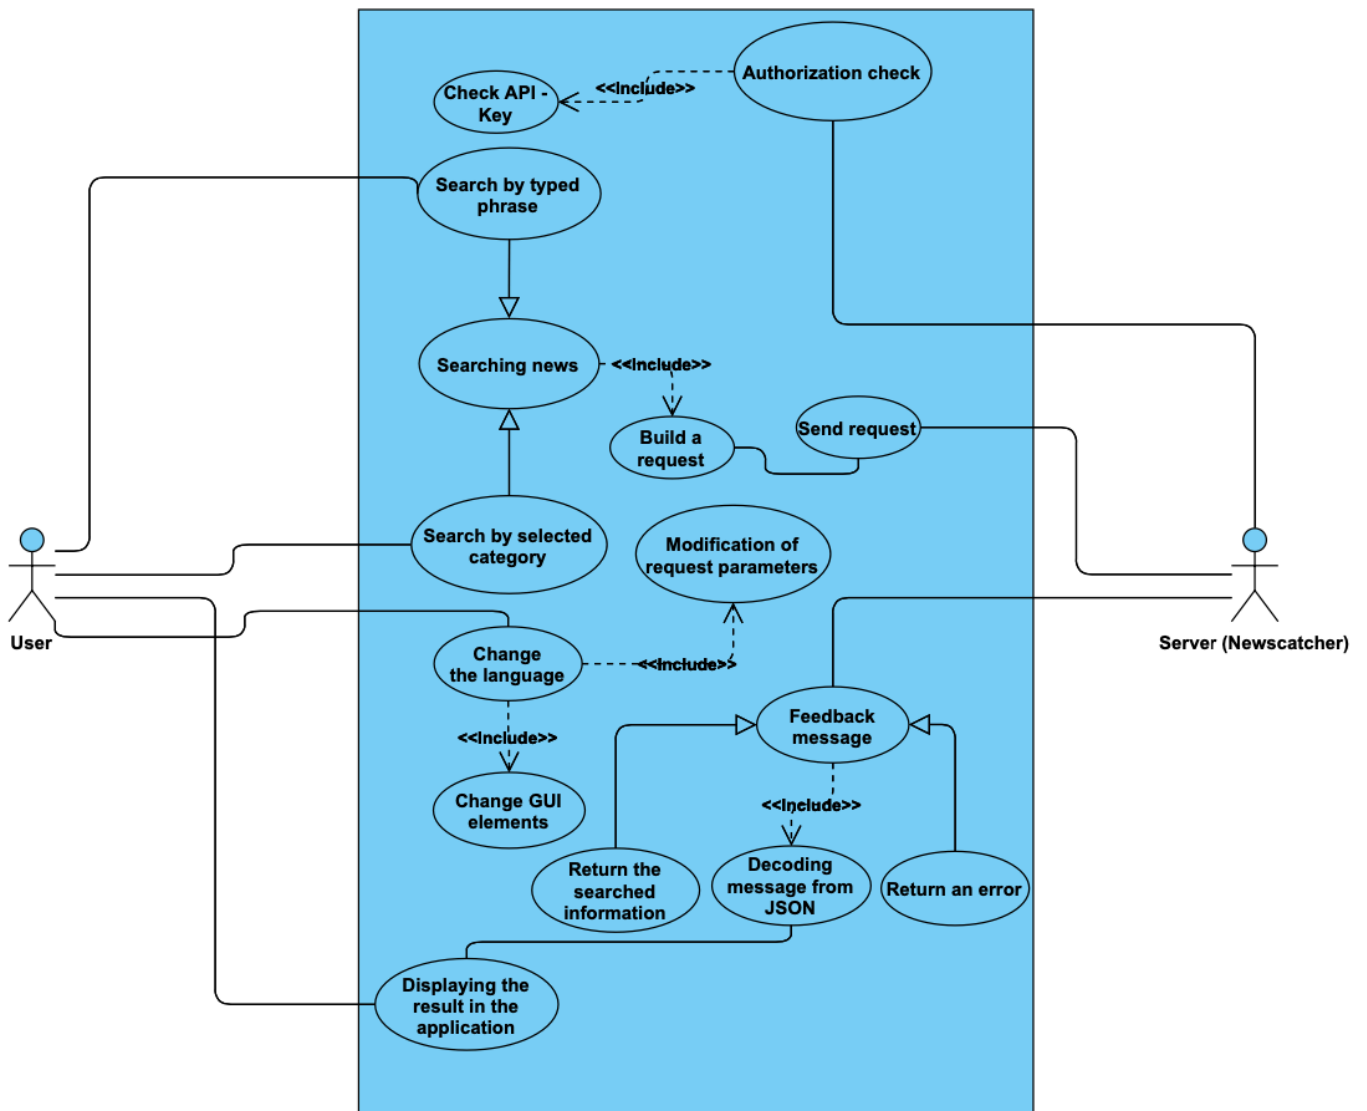 Authorization check
<<Include>>
Check API -
Key
Search by typed
phrase
Searching news
<<Include>>
Send request
Build a
request
Search by selected
category
Modification of
request parameters
User
Server (Newscatcher)
Change
the language
<<Include>>
Feedback
message
<<Include>>
Change GUI
elements
<<Include>>
Return the
searched
information
Decoding
message from
JSON
Return an error
Displaying the
result in the
application